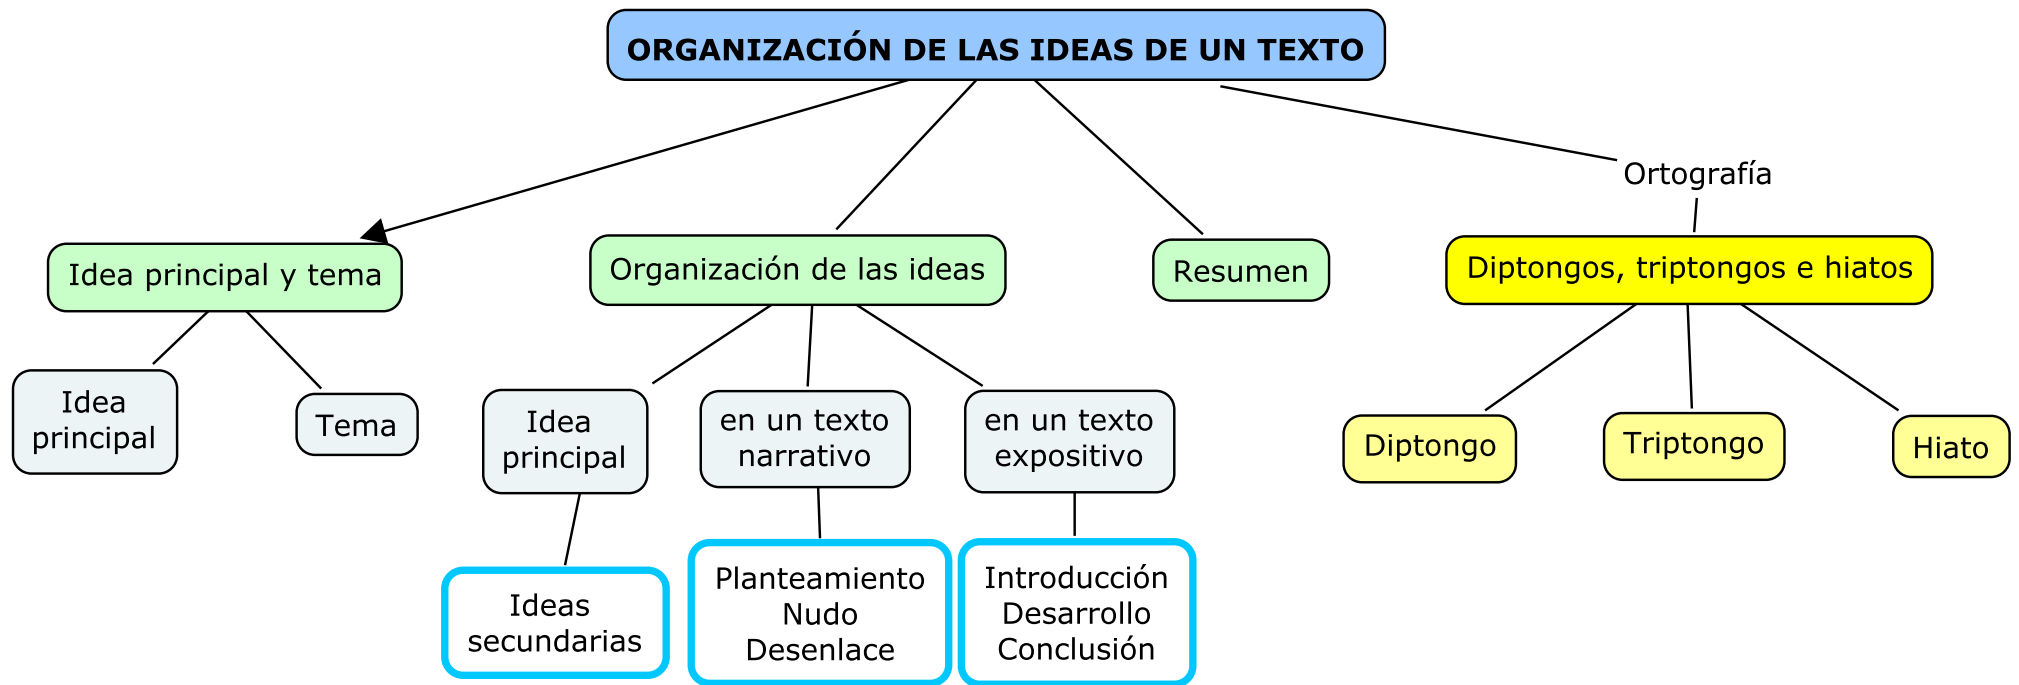 ORGANIZACIÓN DE LAS IDEAS DE UN TEXTO
Ortografía
Idea principal y tema
Organización de las ideas
Resumen
Diptongos, triptongos e hiatos
Idea
principal
Tema
Idea
principal
en un texto
narrativo
en un texto
expositivo
Diptongo
Triptongo
Hiato
Ideas
secundarias
Planteamiento
Nudo
Desenlace
Introducción
Desarrollo
Conclusión